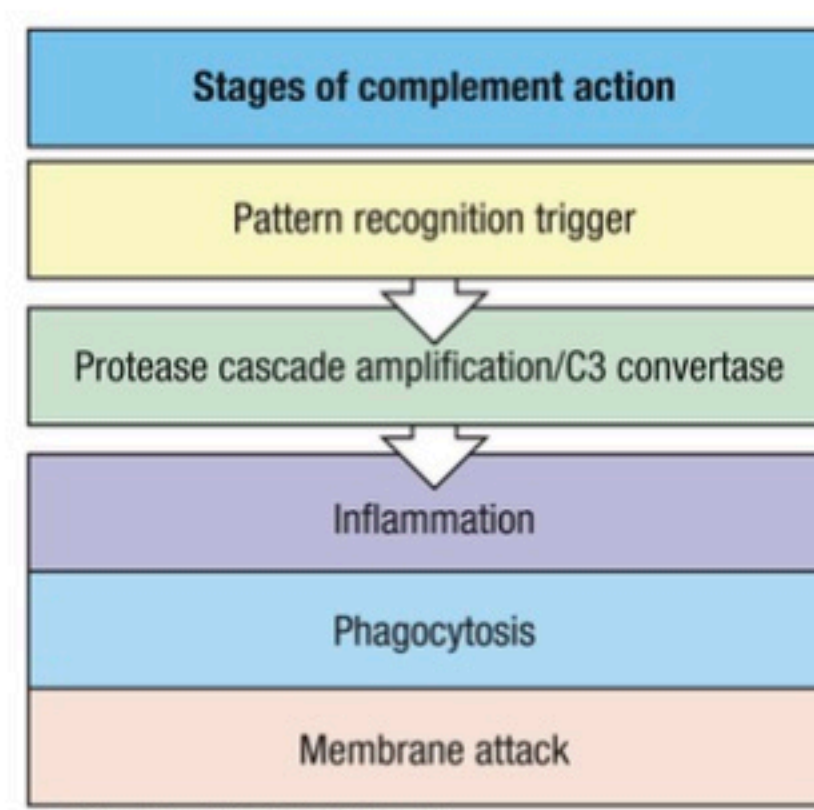 Stages of complement action
Pattern recognition trigger
Protease cascade amplification/C3 convertase
Inflammation
Phagocytosis
Membrane attack